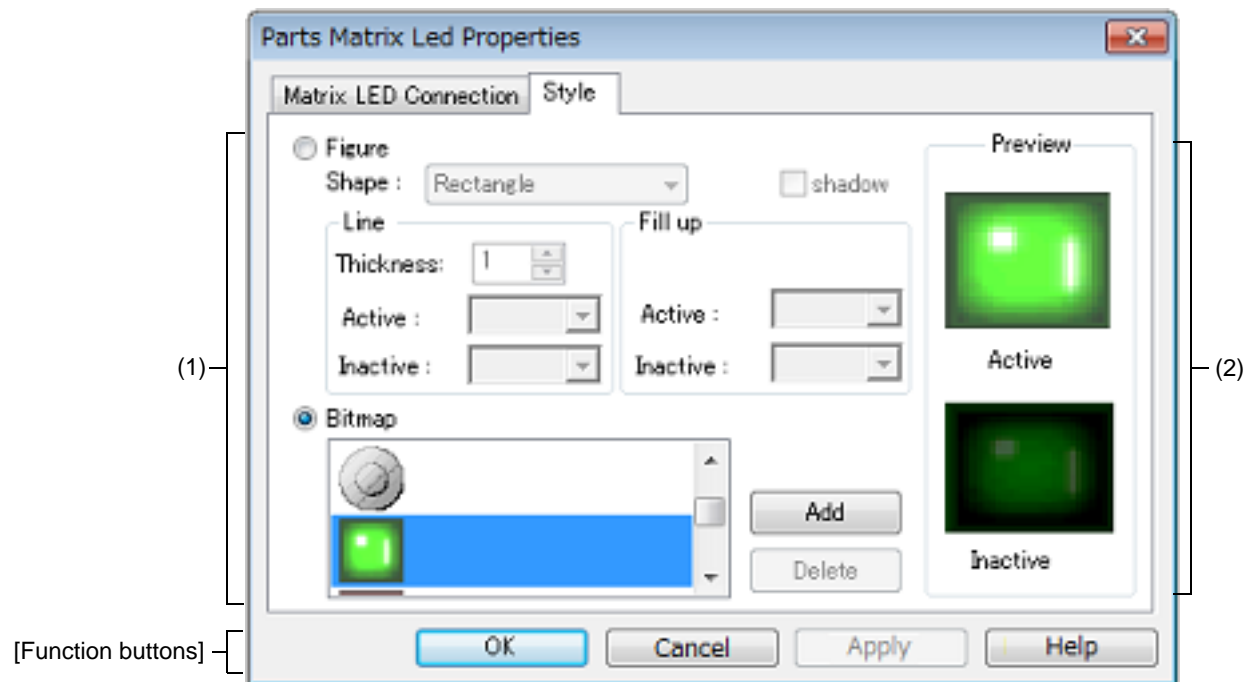 Parts Matrix Led Properties
Matrix LED Connection Style
Figure
Shape : Rectangle shadow
Line
Thickness: 1
Active :
Inactive :
Fill up
Active :
Inactive :
Bitmap
Add
Delete
Preview
Active
Inactive
(1)
(2)
[Function buttons]
OK Cancel Apply Help